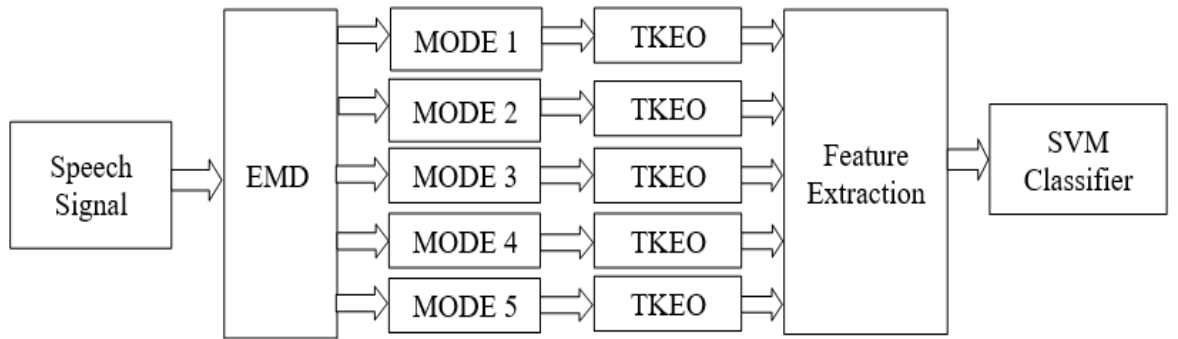 Speech
Signal
EMD
MODE 1
TKEO
MODE 2
TKEO
MODE 3
TKEO
MODE 4
TKEO
MODE 5
TKEO
Feature
Extraction
SVM
Classifier